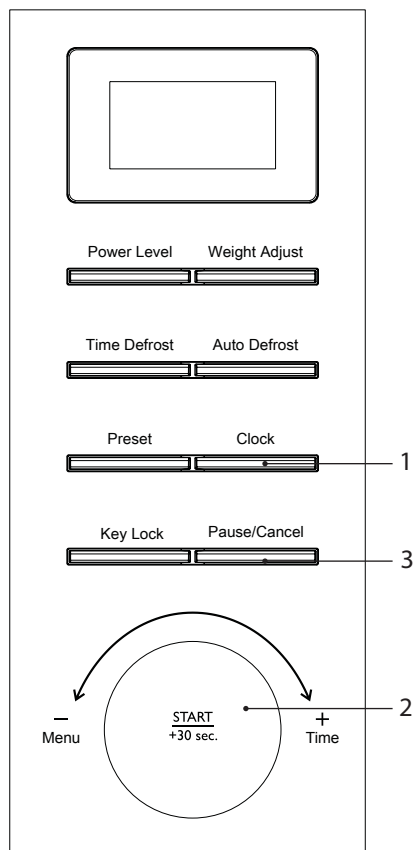 Power Level Weight Adjust
Time Defrost Auto Defrost
Preset Clock
1
Key Lock Pause/Cancel
3
START
+30 sec.
2
− +
Menu Time